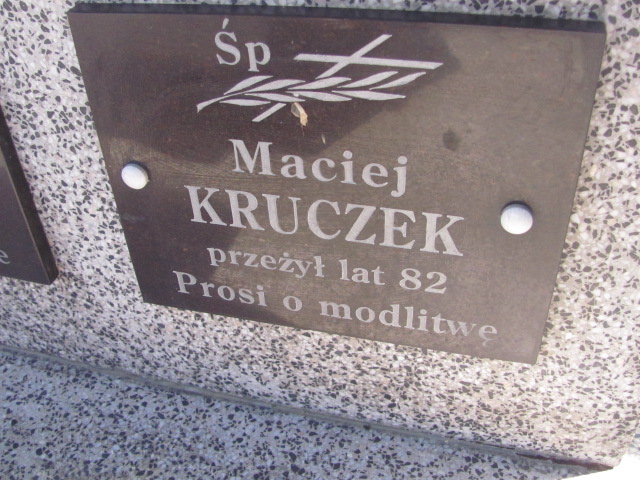 Śp
Maciej
KRUCZEK
przeżył lat 82
Prosi o modlitwę